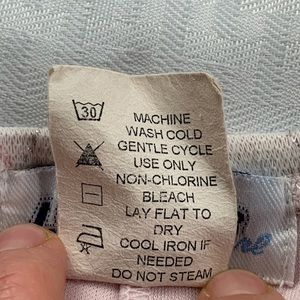 30
MACHINE
WASH COLD
GENTLE CYCLE
USE ONLY
NON-CHLORINE
BLEACH
LAY FLAT TO
DRY
COOL IRON IF
NEEDED
DO NOT STEAM